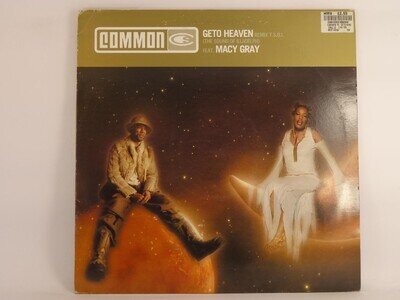 COMMON
GETO HEAVEN REMIX T.S.O.I.
(THE SOUND OF ILLADELPH)
FEAT. MACY GRAY